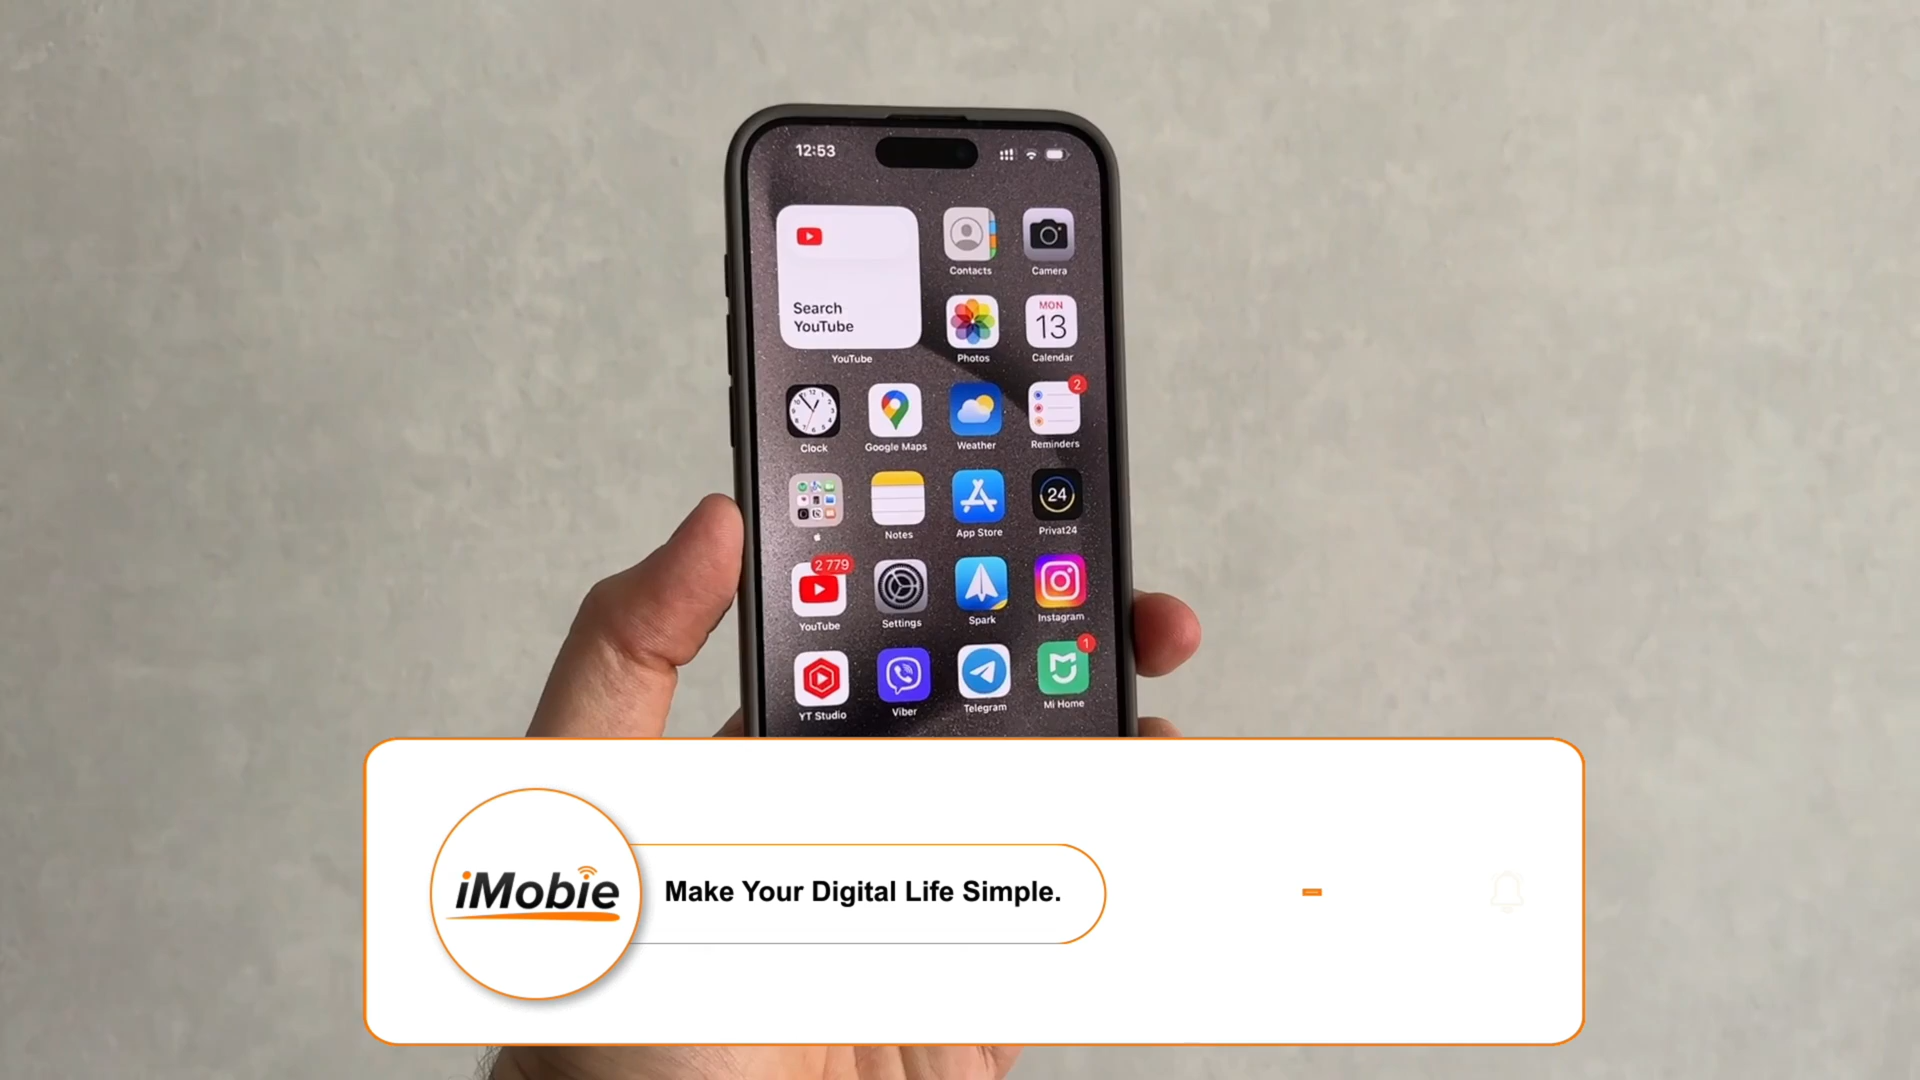 12:53
Search
YouTube
YouTube
Contacts
Camera
Photos
MON
13
Calendar
Clock
Google Maps
Weather
2
Reminders
Notes
App Store
24
Privat24
2 779
YouTube
Settings
Spark
Instagram
YT Studio
Viber
Telegram
1
Mi Home
iMobie
Make Your Digital Life Simple.